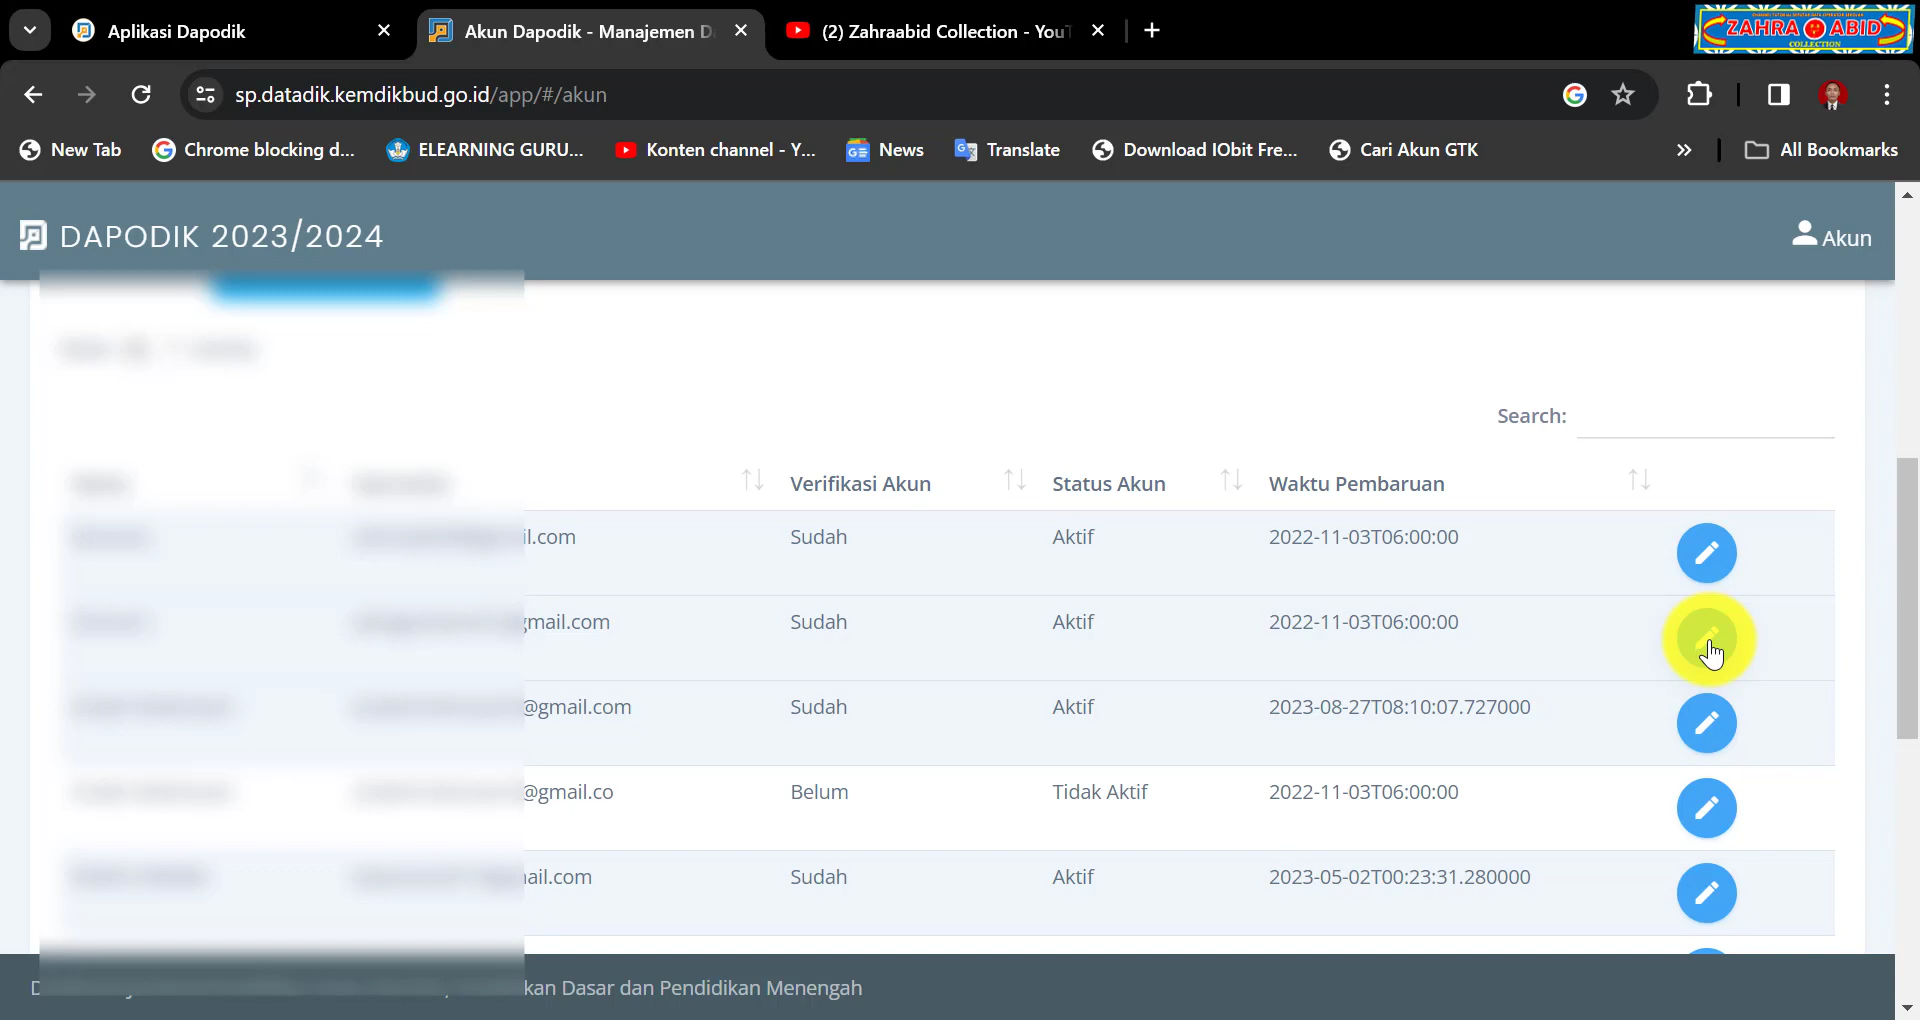 Aplikasi Dapodik
Akun Dapodik - Manajemen D
(2) Zahraabid Collection - YouT
ZAHRA ABID
COLLECTION
sp.datadik.kemdikbud.go.id/app/#/akun
New Tab
Chrome blocking d...
ELEARNING GURU...
Konten channel - Y...
News
Translate
Download IObit Fre...
Cari Akun GTK
All Bookmarks
DAPODIK 2023/2024
Akun
Search:
Verifikasi Akun Status Akun Waktu Pembaruan
il.com Sudah Aktif 2022-11-03T06:00:00
gmail.com Sudah Aktif 2022-11-03T06:00:00
@gmail.com Sudah Aktif 2023-08-27T08:10:07.727000
@gmail.co Belum Tidak Aktif 2022-11-03T06:00:00
ail.com Sudah Aktif 2023-05-02T00:23:31.280000
kan Dasar dan Pendidikan Menengah